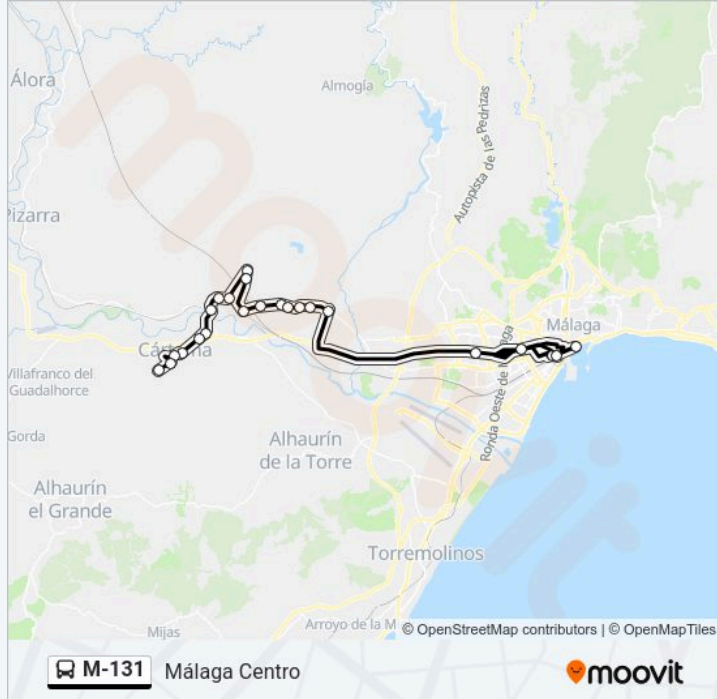 Álora
Almogía
Autopista de las Pedrizas
Pizarra
Málaga
Cártama
Villafranco del
Guadalhorce
Ronda Oeste de Málaga
Gorda
Alhaurín
de la Torre
Alhaurín
el Grande
Torremolinos
Mijas
Arroyo de la M
© OpenStreetMap contributors | © OpenMapTiles
M-131 Málaga Centro
moovit